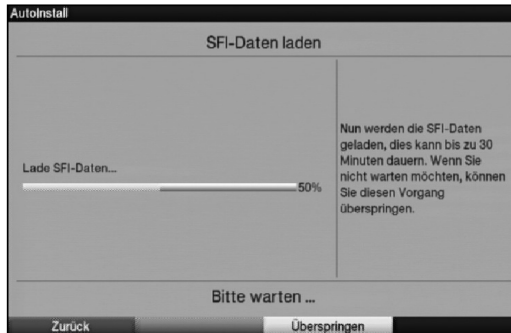 AutoInstall
SFI-Daten laden
Lade SFI-Daten...
50%
Nun werden die SFI-Daten
geladen, dies kann bis zu 30
Minuten dauern. Wenn Sie
nicht warten möchten, können
Sie diesen Vorgang
überspringen.
Bitte warten ...
Zurück
Überspringen